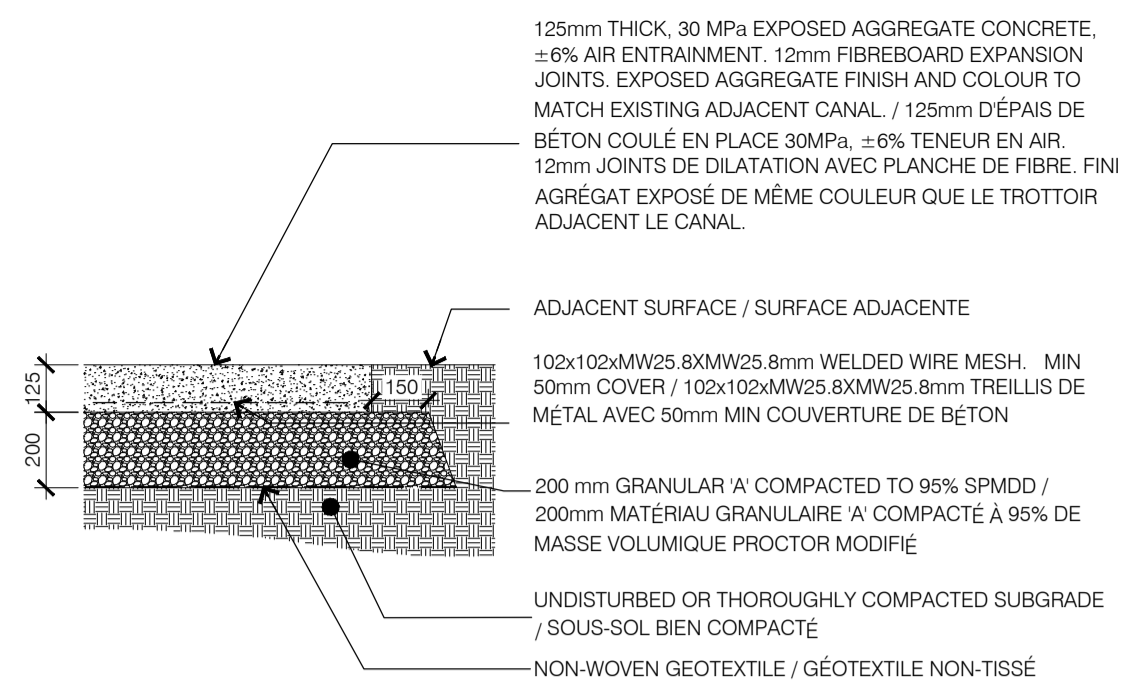 125mm THICK, 30 MPa EXPOSED AGGREGATE CONCRETE,
±6% AIR ENTRAINMENT. 12mm FIBREBOARD EXPANSION
JOINTS. EXPOSED AGGREGATE FINISH AND COLOUR TO
MATCH EXISTING ADJACENT CANAL. / 125mm D'ÉPAIS DE
BÉTON COULÉ EN PLACE 30MPa, ±6% TENEUR EN AIR.
12mm JOINTS DE DILATATION AVEC PLANCHE DE FIBRE. FINI
AGRÉGAT EXPOSÉ DE MÊME COULEUR QUE LE TROTTOIR
ADJACENT LE CANAL.
ADJACENT SURFACE / SURFACE ADJACENTE
102x102xMW25.8XMW25.8mm WELDED WIRE MESH. MIN
50mm COVER / 102x102xMW25.8XMW25.8mm TREILLIS DE
MÉTAL AVEC 50mm MIN COUVERTURE DE BÉTON
125
150
200
200 mm GRANULAR 'A' COMPACTED TO 95% SPMDD /
200mm MATÉRIAU GRANULAIRE 'A' COMPACTÉ À 95% DE
MASSE VOLUMIQUE PROCTOR MODIFIÉ
UNDISTURBED OR THOROUGHLY COMPACTED SUBGRADE
/ SOUS-SOL BIEN COMPACTÉ
NON-WOVEN GEOTEXTILE / GÉOTEXTILE NON-TISSÉ